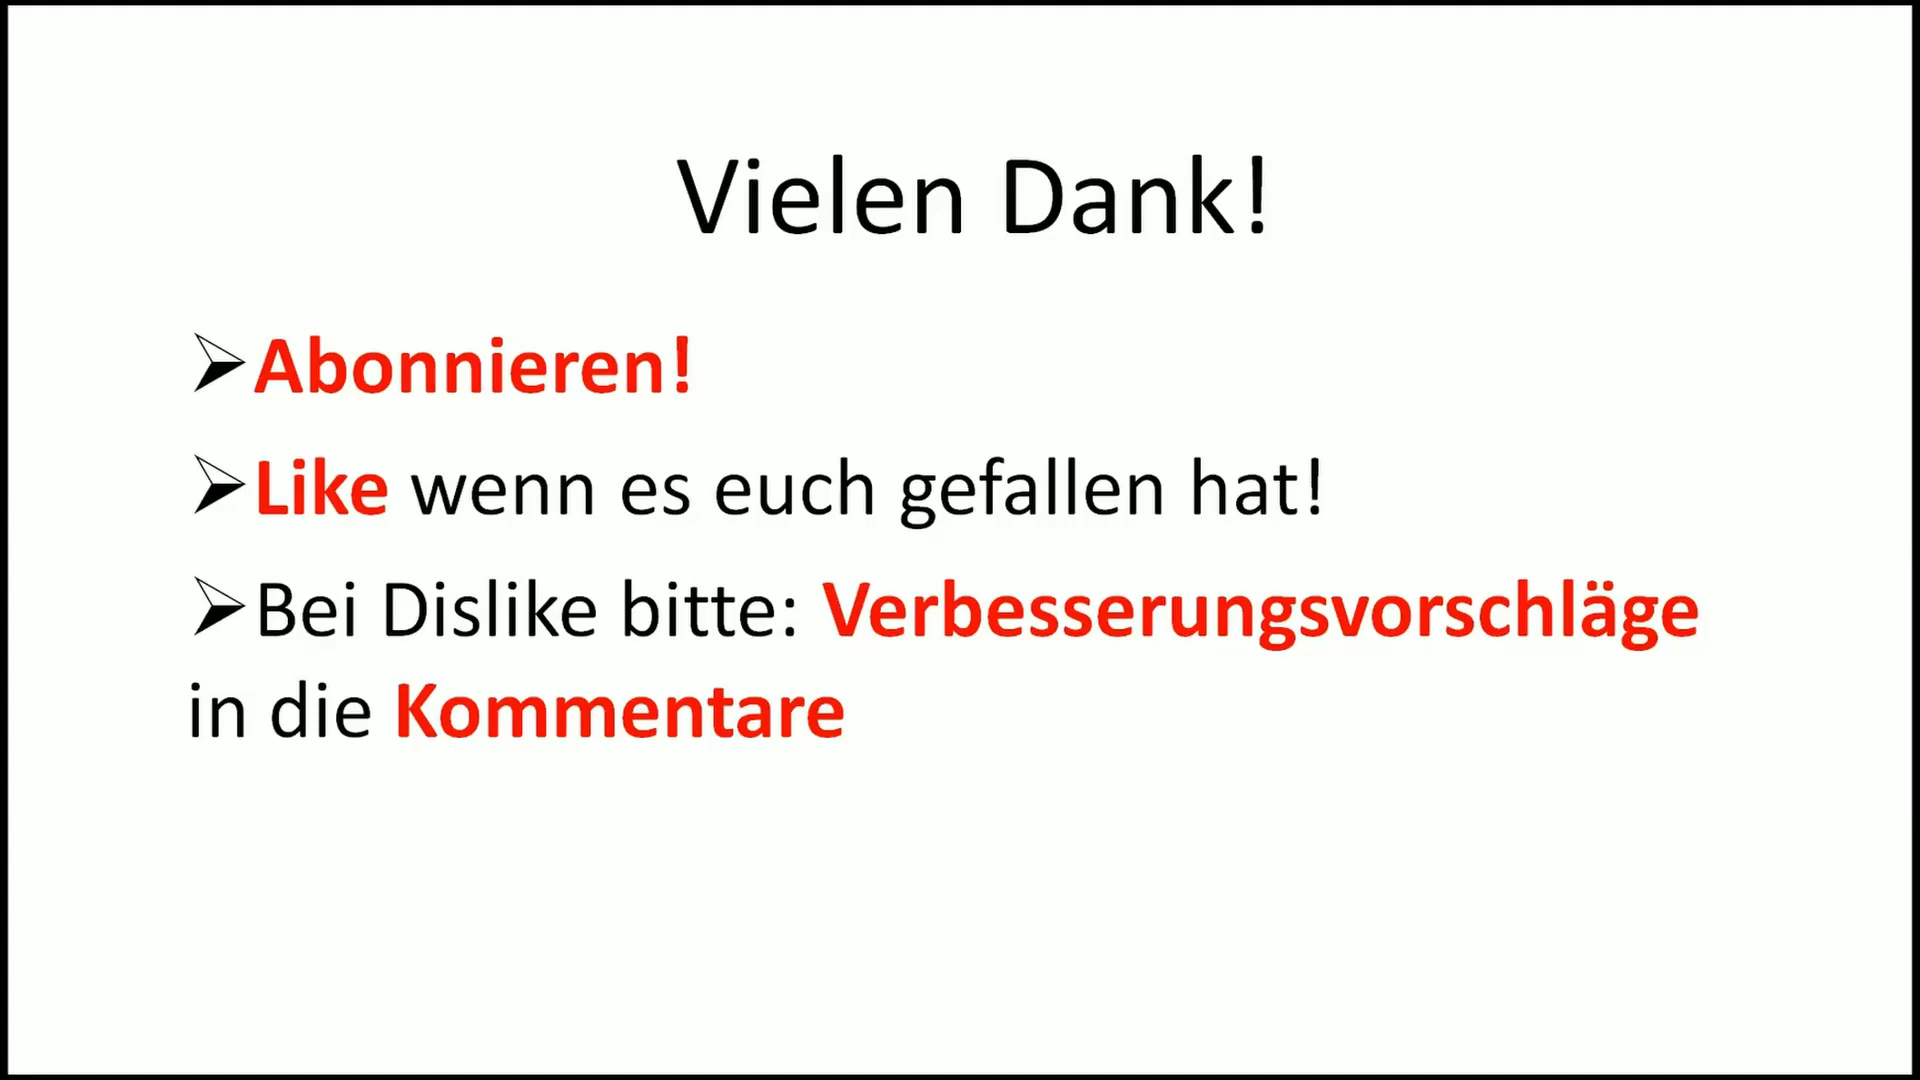 Vielen Dank!
➢Abonnieren!
➢Like wenn es euch gefallen hat!
➢Bei Dislike bitte: Verbesserungsvorschläge
in die Kommentare